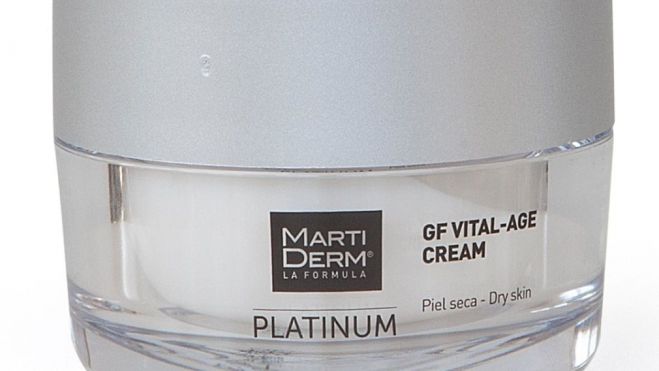 MARTI
DERM®
LA FORMULA
PLATINUM
GF VITAL-AGE
CREAM
Piel seca - Dry skin